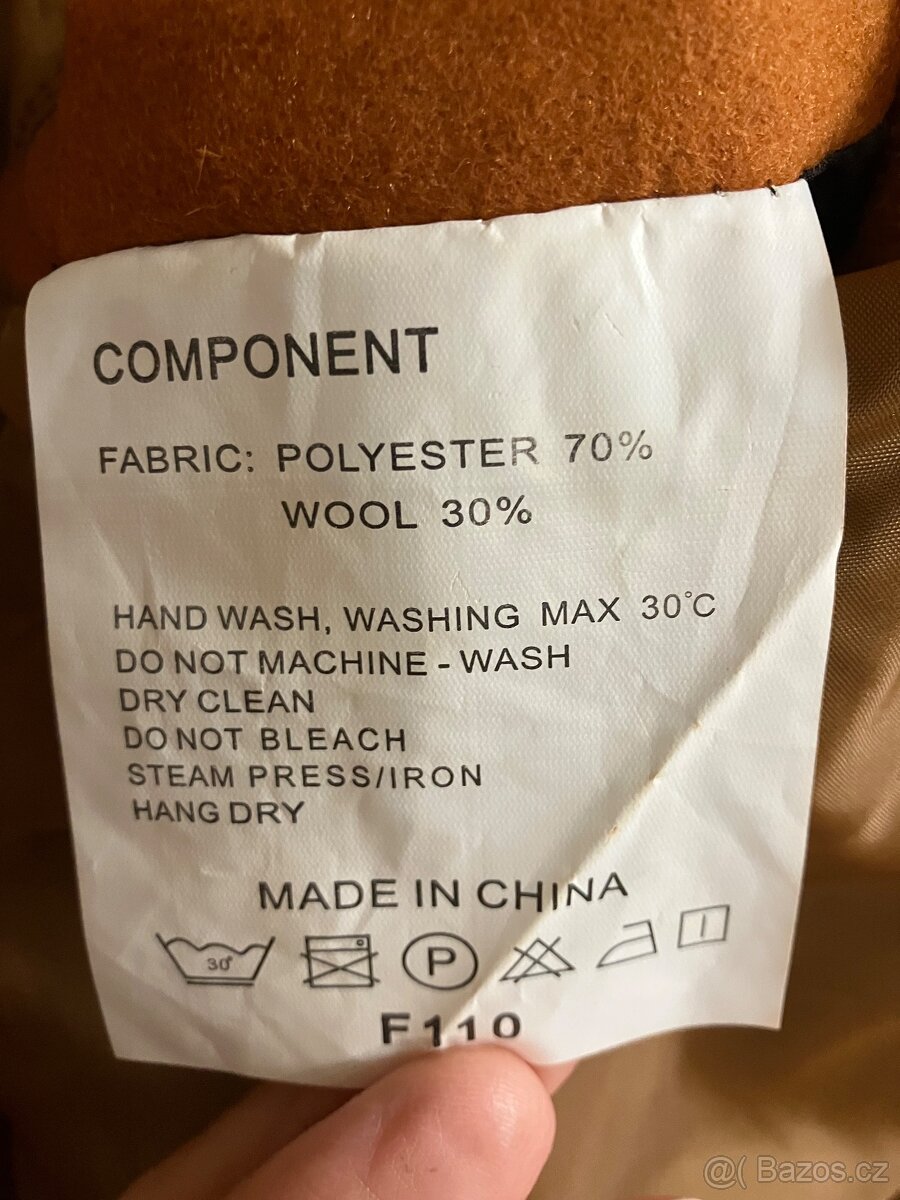 COMPONENT
FABRIC: POLYESTER 70%
WOOL 30%
HAND WASH, WASHING MAX 30°C
DO NOT MACHINE - WASH
DRY CLEAN
DO NOT BLEACH
STEAM PRESS/IRON
HANG DRY
MADE IN CHINA
30° P
F110
@( Bazos.cz